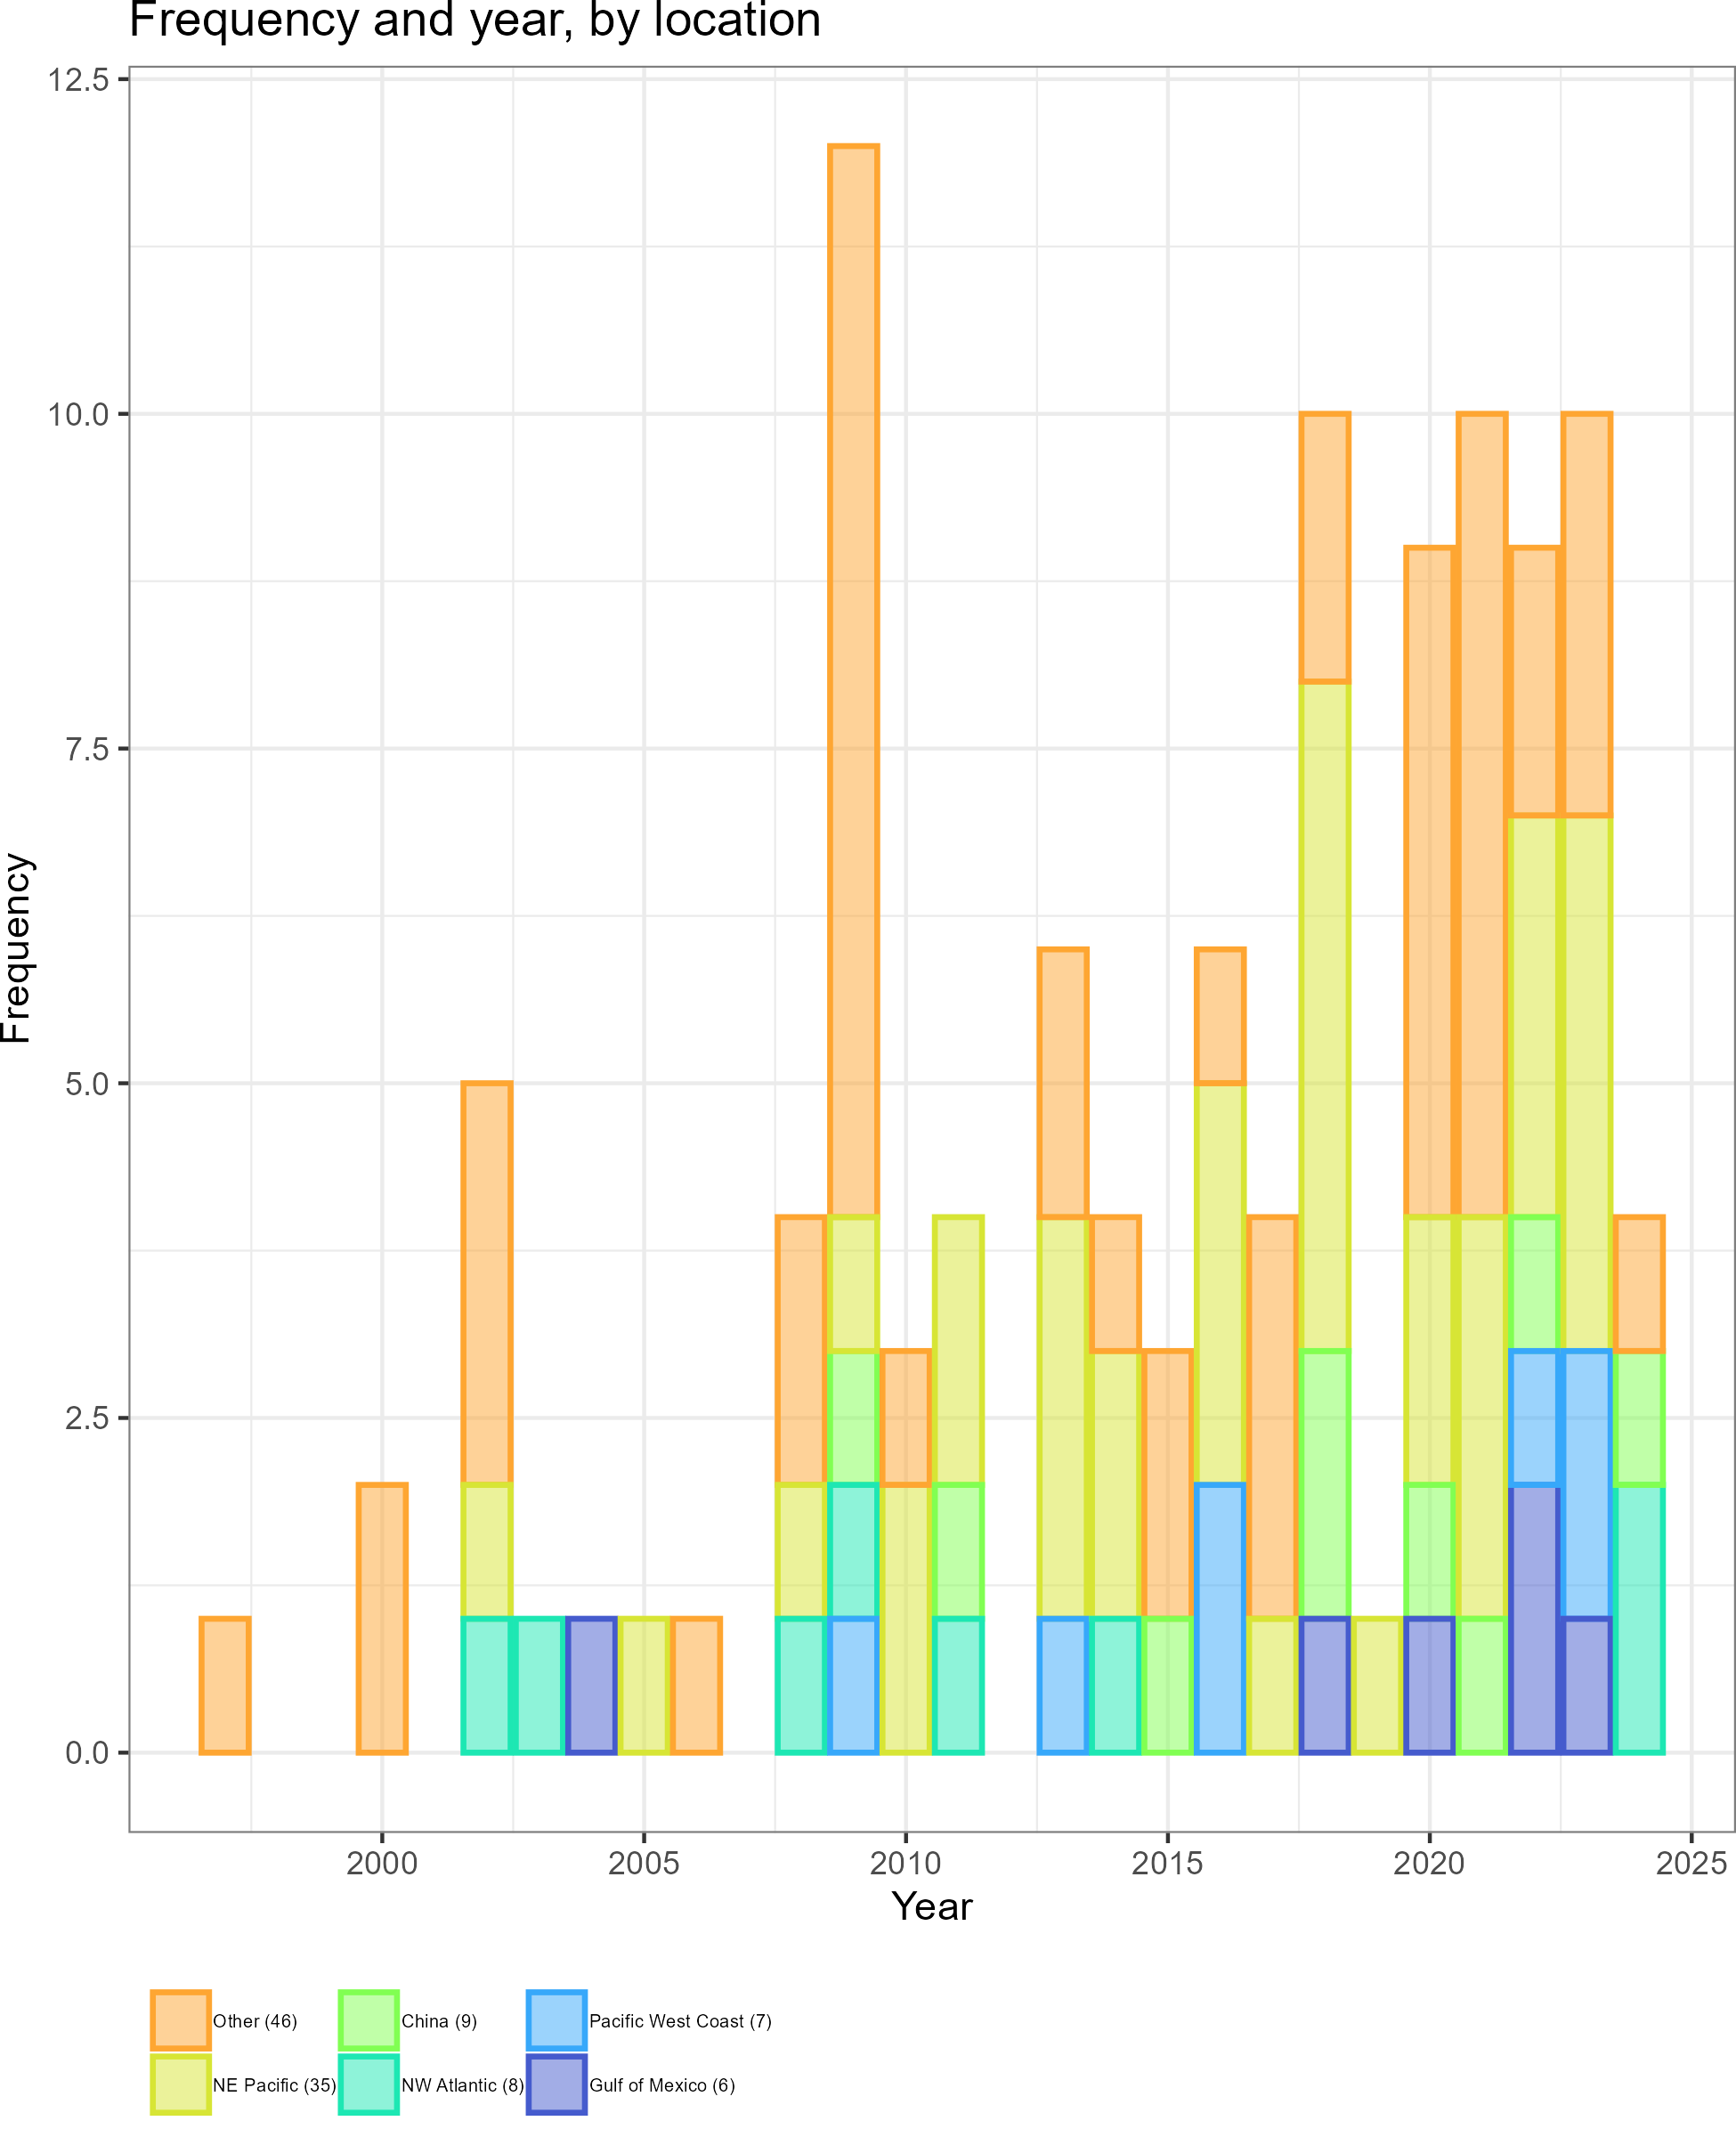 Frequency and year, by location
12.5
10.0
7.5
5.0
2.5
0.0
Frequency
2000 2005 2010 2015 2020 2025
Year
Other (46) China (9) Pacific West Coast (7)
NE Pacific (35) NW Atlantic (8) Gulf of Mexico (6)